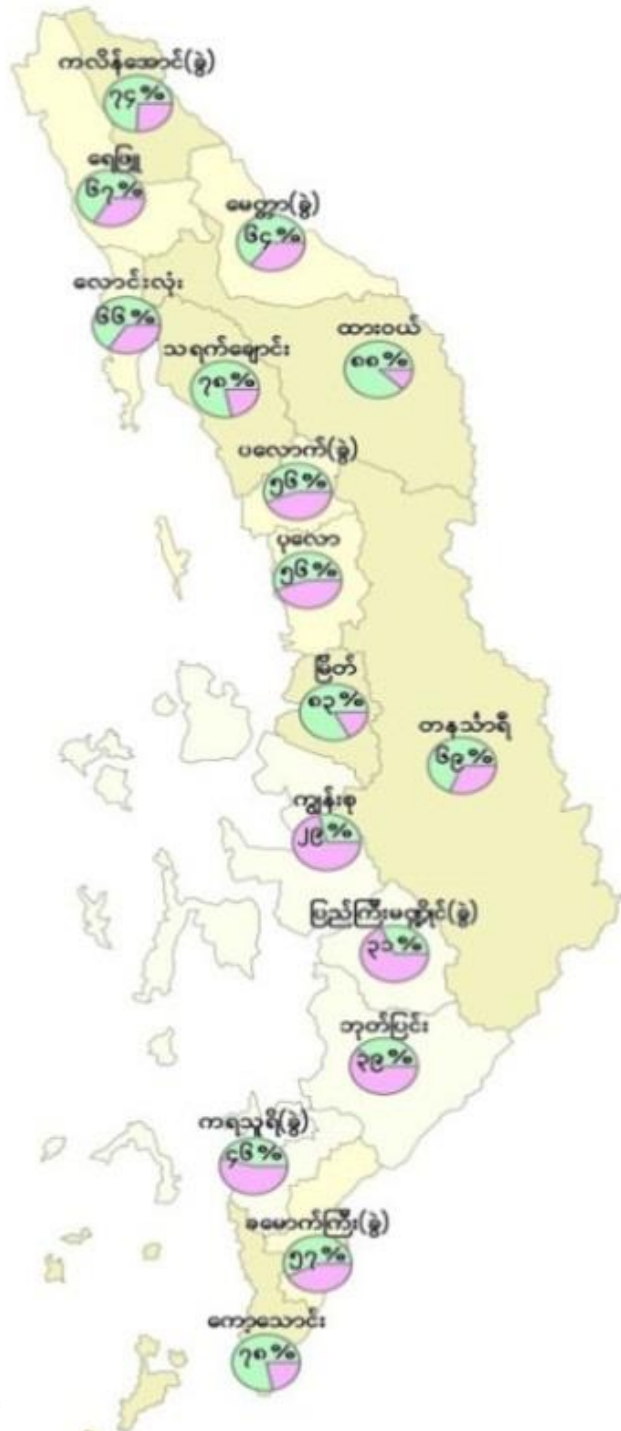 ကလိန်အောင်(ခွဲ)
၇၄%
ရေဖြူ
၆၇%
မေတ္တာ(ခွဲ)
၆၄%
လောင်းလုံး
၆၆%
ထားဝယ်
၈၈%
သရက်ချောင်း
၇၈%
ပလောက်(ခွဲ)
၅၆%
ပုလော
၅၆%
မြိတ်
၈၃%
တနင်္သာရီ
၆၉%
ကျွန်းစု
၂၉%
ပြည်ကြီးမဏ္ဍိုင်(ခွဲ)
၃၁%
ဘုတ်ပြင်း
၃၉%
ကရသူရိ(ခွဲ)
၄၆%
ခမောက်ကြီး(ခွဲ)
၅၇%
ကော့သောင်း
၇၈%